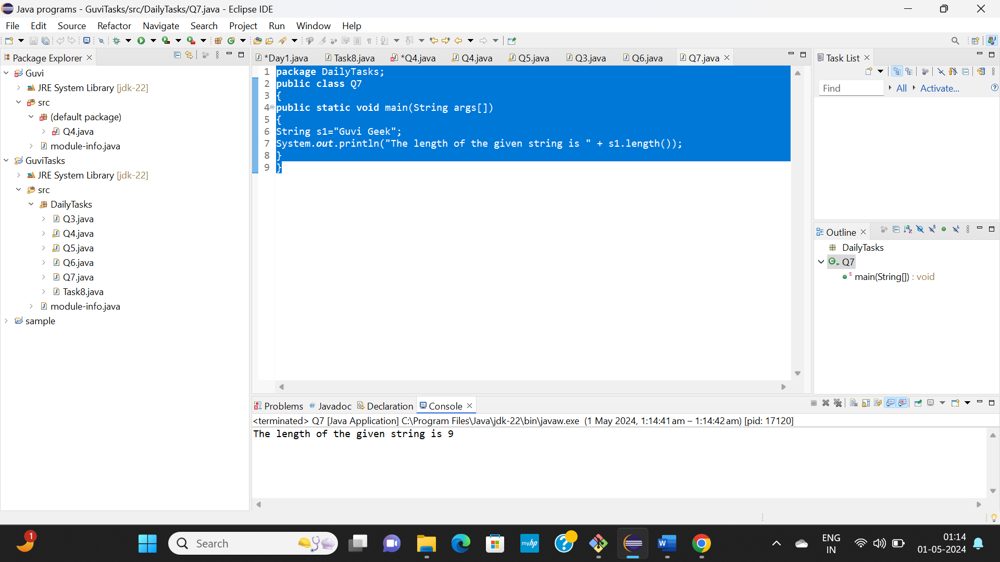 Java programs - GuviTasks/src/DailyTasks/Q7.java - Eclipse IDE
File Edit Source Refactor Navigate Search Project Run Window Help
Package Explorer
Guvi
JRE System Library [jdk-22]
src
(default package)
Q4.java
module-info.java
GuviTasks
JRE System Library [jdk-22]
src
DailyTasks
Q3.java
Q4.java
Q5.java
Q6.java
Q7.java
Task8.java
module-info.java
sample
*Day1.java Task8.java *Q4.java Q4.java Q5.java Q3.java Q6.java Q7.java
1 package DailyTasks;
2 public class Q7
3 {
4 public static void main(String args[])
5 {
6 String s1="Guvi Geek";
7 System.out.println("The length of the given string is " + s1.length());
8 }
9 }
Task List
Find All Activate...
Outline
DailyTasks
Q7
main(String[]) : void
Problems Javadoc Declaration Console
<terminated> Q7 [Java Application] C:\Program Files\Java\jdk-22\bin\javaw.exe (1 May 2024, 1:14:41 am – 1:14:42 am) [pid: 17120]
The length of the given string is 9
1
Search
myhp
ENG
IN
01:14
01-05-2024